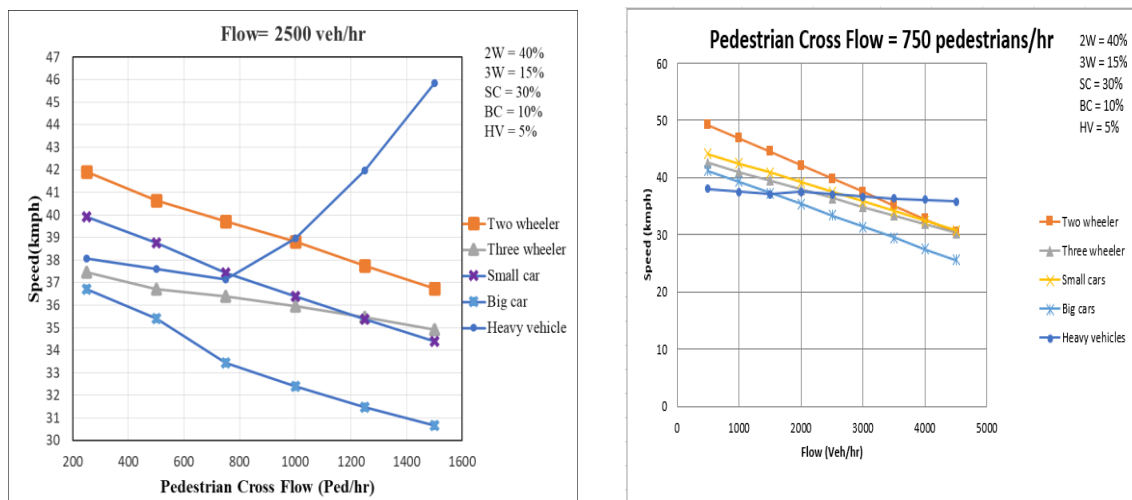 Flow= 2500 veh/hr
2W = 40%
3W = 15%
SC = 30%
BC = 10%
HV = 5%
Speed(kmph)
47
46
45
44
43
42
41
40
39
38
37
36
35
34
33
32
31
30
200 400 600 800 1000 1200 1400 1600
Pedestrian Cross Flow (Ped/hr)
Two wheeler
Three wheeler
Small car
Big car
Heavy vehicle
Pedestrian Cross Flow = 750 pedestrians/hr
2W = 40%
3W = 15%
SC = 30%
BC = 10%
HV = 5%
Speed (kmph)
60
50
40
30
20
10
0
0 1000 2000 3000 4000 5000
Flow (Veh/hr)
Two wheeler
Three wheeler
Small cars
Big cars
Heavy vehicles